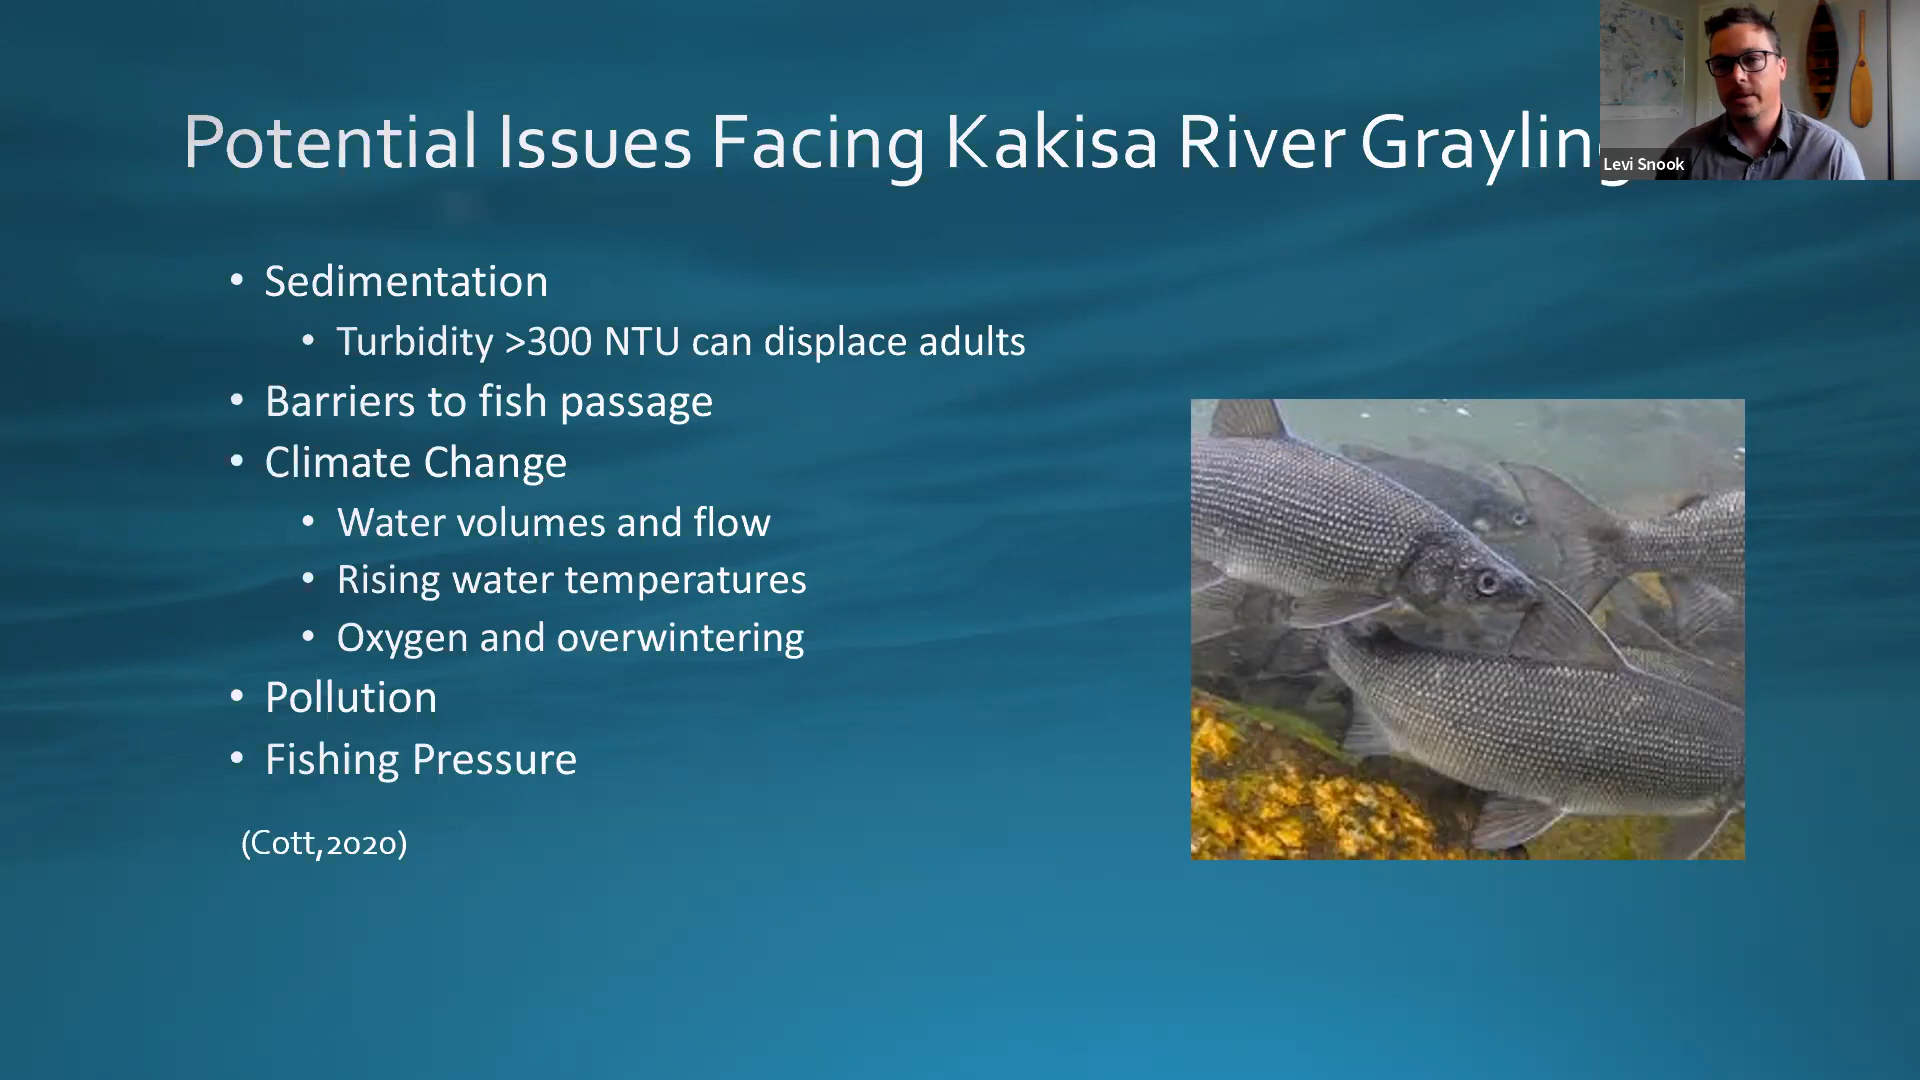 Potential Issues Facing Kakisa River Grayling
Levi Snook
• Sedimentation
• Turbidity >300 NTU can displace adults
• Barriers to fish passage
• Climate Change
• Water volumes and flow
• Rising water temperatures
• Oxygen and overwintering
• Pollution
• Fishing Pressure
(Cott,2020)